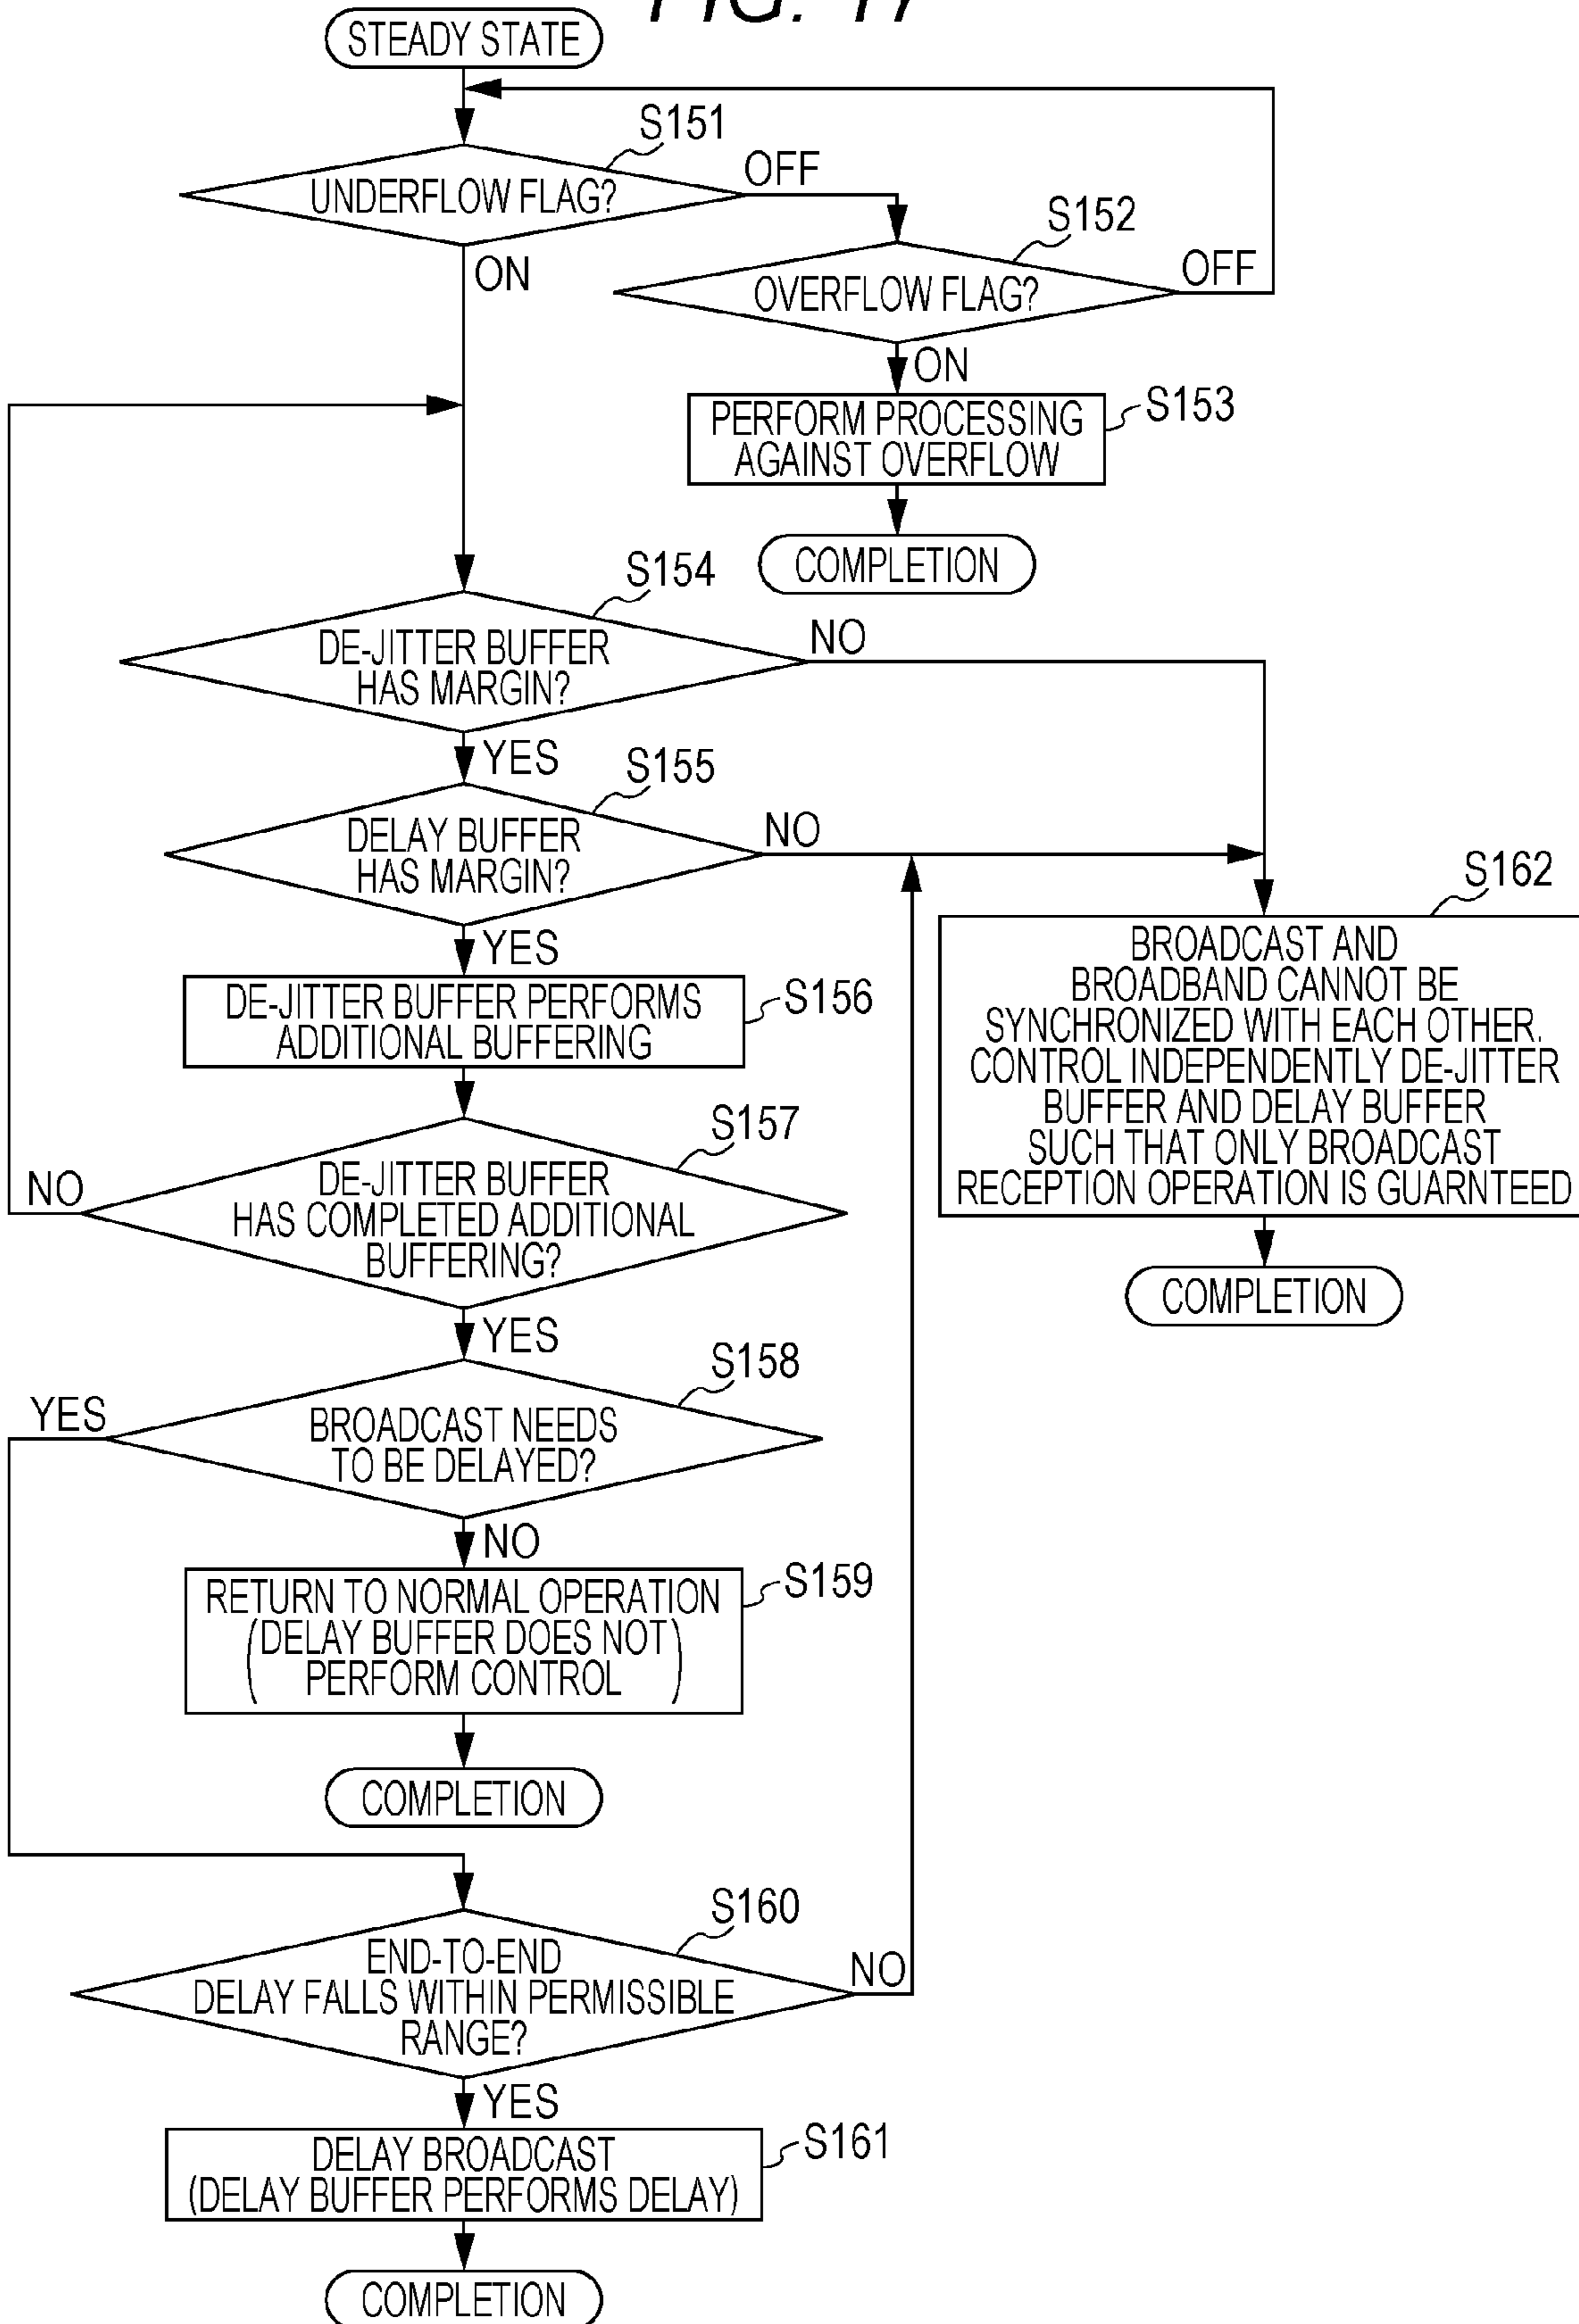 FIG. 17
STEADY STATE
S151
UNDERFLOW FLAG?
OFF
ON
S152
OVERFLOW FLAG?
OFF
ON
S153
PERFORM PROCESSING
AGAINST OVERFLOW
COMPLETION
S154
DE-JITTER BUFFER
HAS MARGIN?
NO
YES
S155
DELAY BUFFER
HAS MARGIN?
NO
YES
S156
DE-JITTER BUFFER PERFORMS
ADDITIONAL BUFFERING
S162
BROADCAST AND
BROADBAND CANNOT BE
SYNCHRONIZED WITH EACH OTHER.
CONTROL INDEPENDENTLY DE-JITTER
BUFFER AND DELAY BUFFER
SUCH THAT ONLY BROADCAST
RECEPTION OPERATION IS GUARNTEED
COMPLETION
S157
DE-JITTER BUFFER
HAS COMPLETED ADDITIONAL
BUFFERING?
NO
YES
S158
BROADCAST NEEDS
TO BE DELAYED?
YES
NO
S159
RETURN TO NORMAL OPERATION
(DELAY BUFFER DOES NOT
PERFORM CONTROL)
COMPLETION
S160
END-TO-END
DELAY FALLS WITHIN PERMISSIBLE
RANGE?
NO
YES
S161
DELAY BROADCAST
(DELAY BUFFER PERFORMS DELAY)
COMPLETION